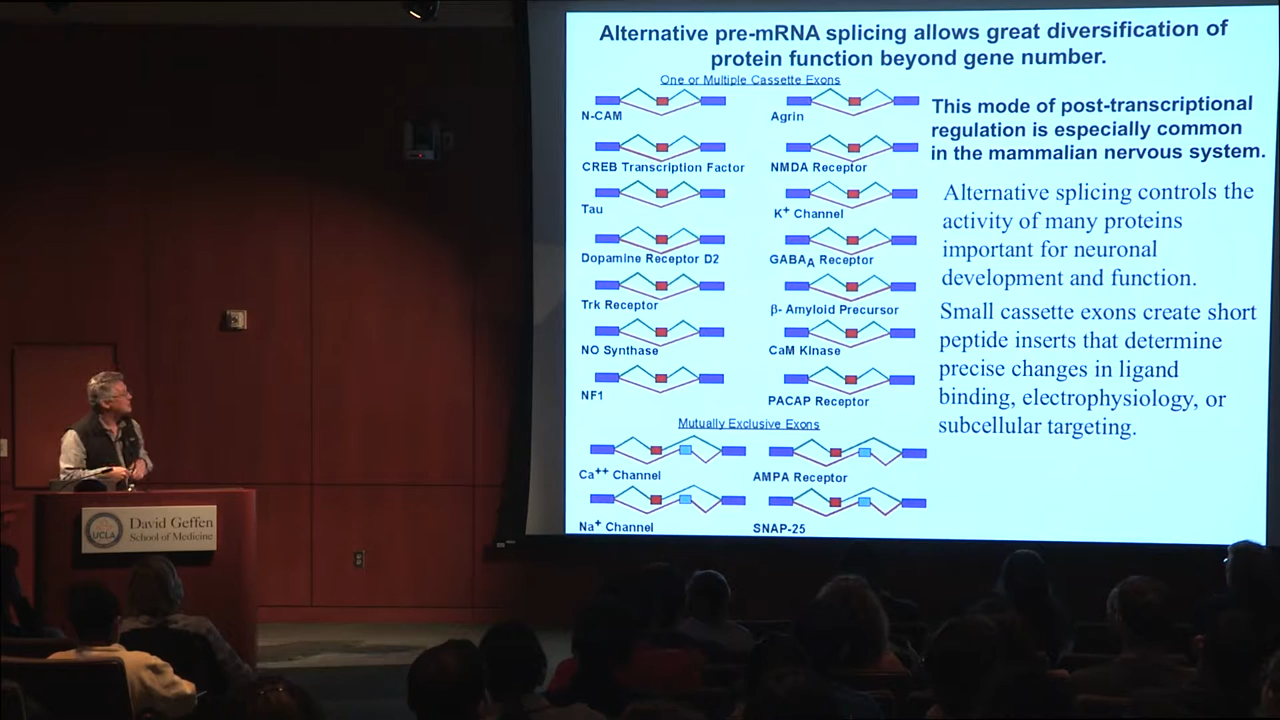 Alternative pre-mRNA splicing allows great diversification of
protein function beyond gene number.
One or Multiple Cassette Exons
N-CAM
Agrin
CREB Transcription Factor
NMDA Receptor
Tau
K⁺ Channel
Dopamine Receptor D2
GABA_A Receptor
Trk Receptor
β- Amyloid Precursor
NO Synthase
CaM Kinase
NF1
PACAP Receptor
Mutually Exclusive Exons
Ca⁺⁺ Channel
AMPA Receptor
Na⁺ Channel
SNAP-25
This mode of post-transcriptional
regulation is especially common
in the mammalian nervous system.
Alternative splicing controls the
activity of many proteins
important for neuronal
development and function.
Small cassette exons create short
peptide inserts that determine
precise changes in ligand
binding, electrophysiology, or
subcellular targeting.
UCLA
David Geffen
School of Medicine